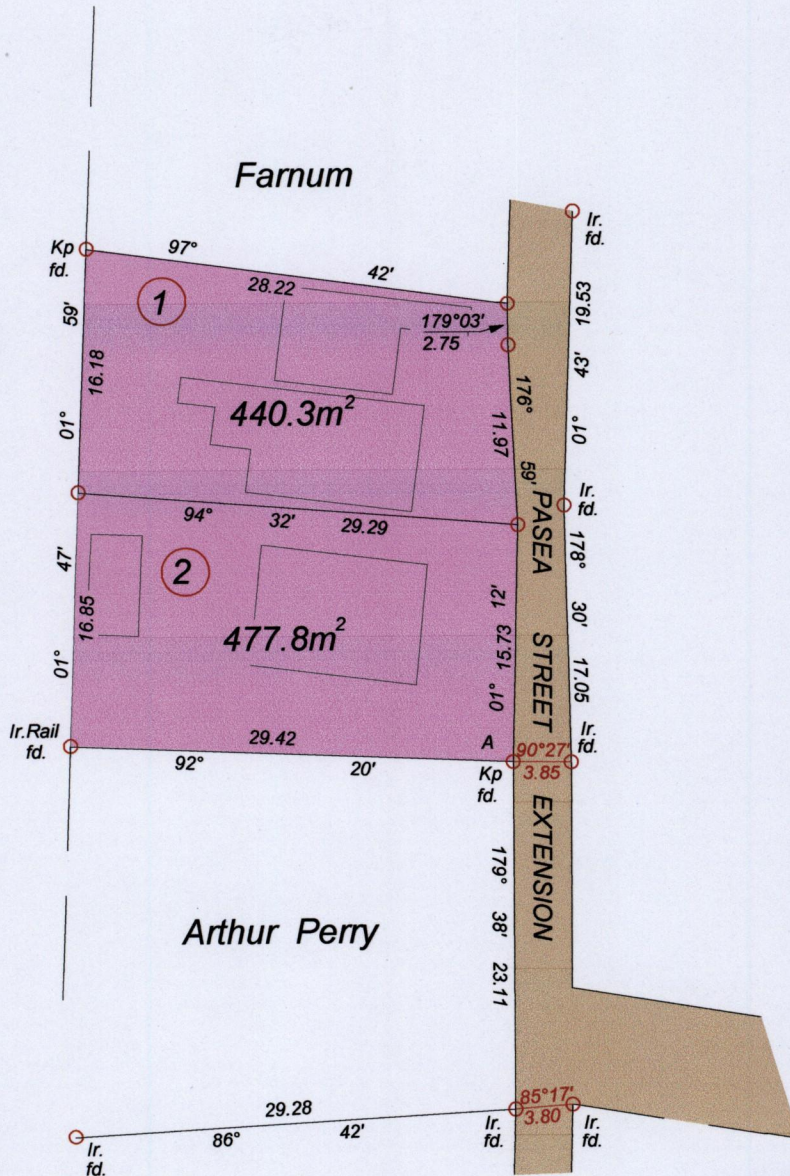 Farnum
Ir.
fd.
Kp
fd.
97°
42'
28.22
1
179°03'
2.75
59'
16.18
01°
19.53
43'
01°
176°
11.97
59'
440.3m²
Ir.
fd.
94°
32'
29.29
2
47'
16.85
01°
477.8m²
12'
15.73
01°
178°
30'
17.05
PASEA STREET EXTENSION
Ir.Rail
fd.
29.42
92°
20'
A
Kp
fd.
90°27'
3.85
Ir.
fd.
179°
38'
23.11
Arthur Perry
29.28
86°
42'
Ir.
fd.
Ir.
fd.
85°17'
3.80
Ir.
fd.